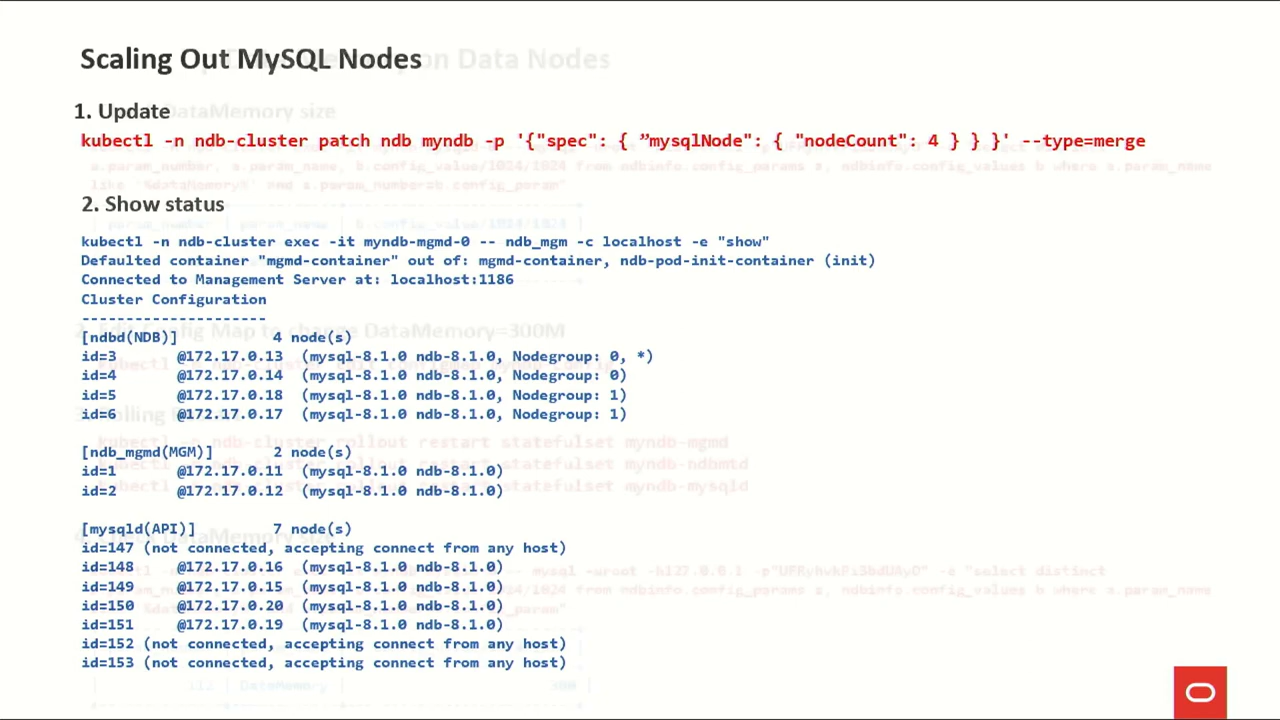 Scaling Out MySQL Nodes
1. Update
kubectl -n ndb-cluster patch ndb myndb -p '{"spec": { ”mysqlNode": { "nodeCount": 4 } } }' --type=merge
2. Show status
kubectl -n ndb-cluster exec -it myndb-mgmd-0 -- ndb_mgm -c localhost -e "show"
Defaulted container "mgmd-container" out of: mgmd-container, ndb-pod-init-container (init)
Connected to Management Server at: localhost:1186
Cluster Configuration
---------------------
[ndbd(NDB)] 4 node(s)
id=3 @172.17.0.13 (mysql-8.1.0 ndb-8.1.0, Nodegroup: 0, *)
id=4 @172.17.0.14 (mysql-8.1.0 ndb-8.1.0, Nodegroup: 0)
id=5 @172.17.0.18 (mysql-8.1.0 ndb-8.1.0, Nodegroup: 1)
id=6 @172.17.0.17 (mysql-8.1.0 ndb-8.1.0, Nodegroup: 1)
[ndb_mgmd(MGM)] 2 node(s)
id=1 @172.17.0.11 (mysql-8.1.0 ndb-8.1.0)
id=2 @172.17.0.12 (mysql-8.1.0 ndb-8.1.0)
[mysqld(API)] 7 node(s)
id=147 (not connected, accepting connect from any host)
id=148 @172.17.0.16 (mysql-8.1.0 ndb-8.1.0)
id=149 @172.17.0.15 (mysql-8.1.0 ndb-8.1.0)
id=150 @172.17.0.20 (mysql-8.1.0 ndb-8.1.0)
id=151 @172.17.0.19 (mysql-8.1.0 ndb-8.1.0)
id=152 (not connected, accepting connect from any host)
id=153 (not connected, accepting connect from any host)